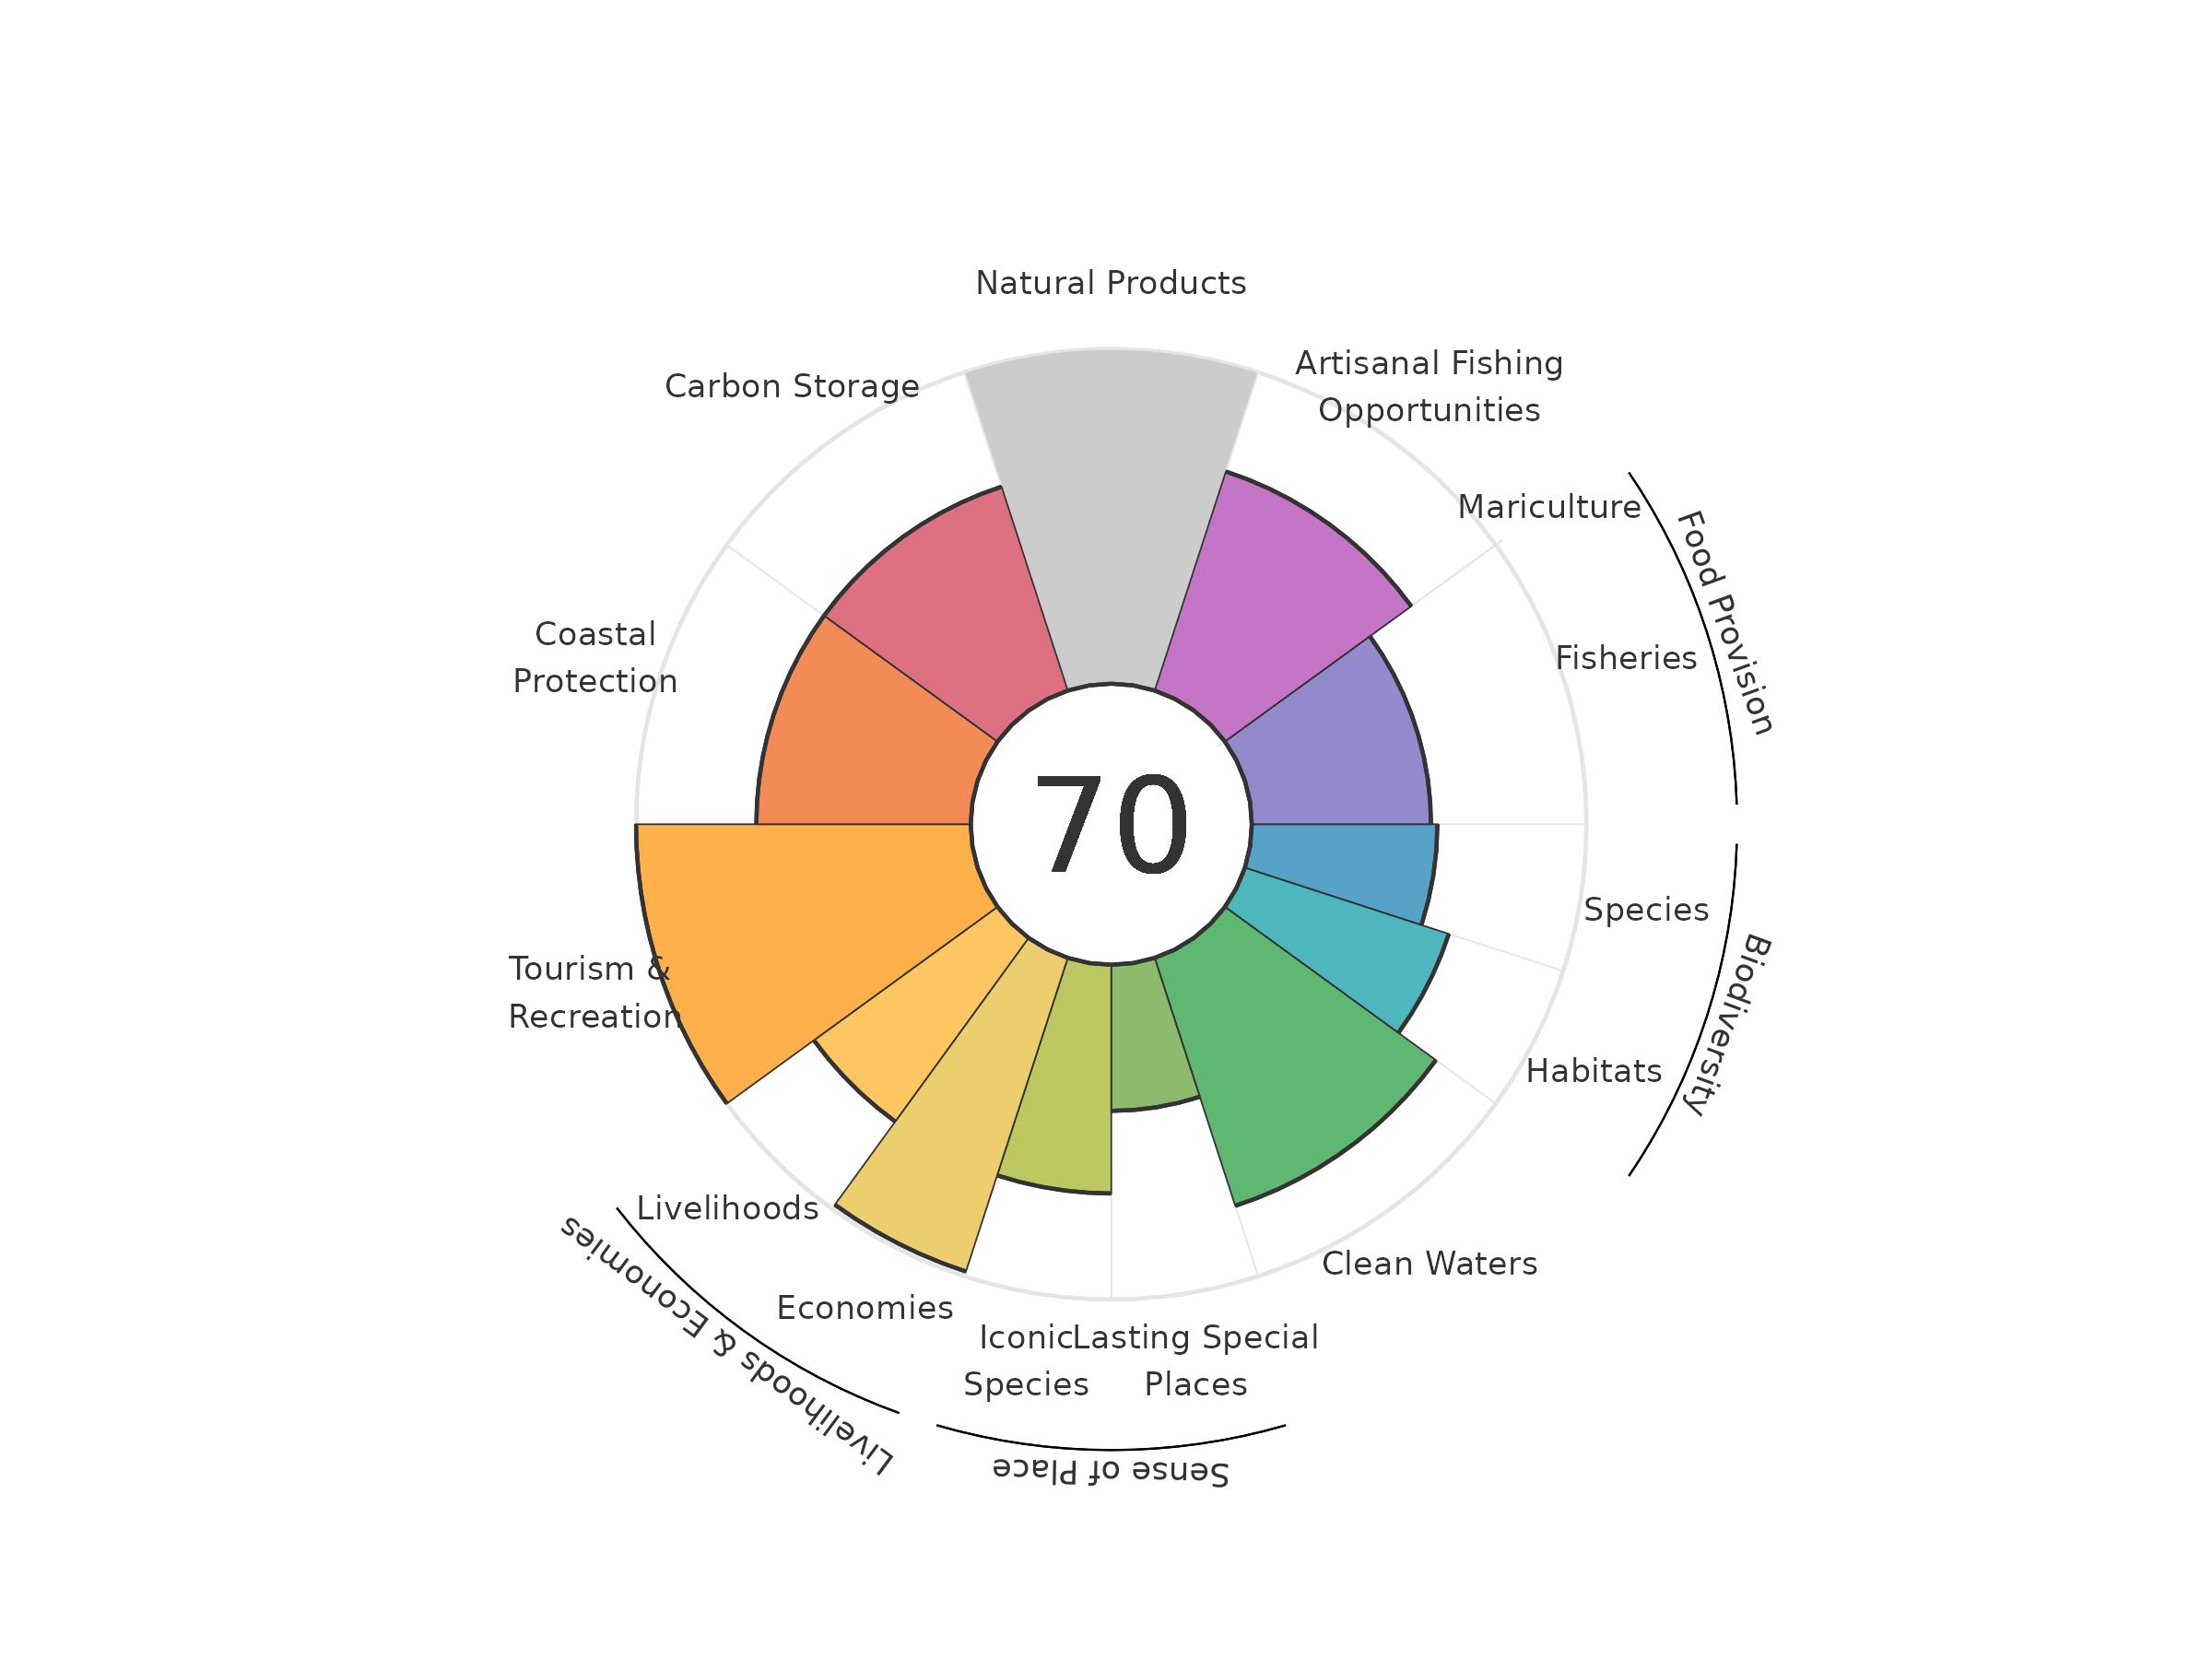 Natural Products
Artisanal Fishing
Opportunities
Carbon Storage
Mariculture
Food Provision
Fisheries
Coastal
Protection
70
Species
Biodiversity
Tourism &
Recreation
Habitats
Livelihoods
Clean Waters
Livelihoods & Economies
Economies
Iconic
Species
Lasting Special
Places
Sense of Place